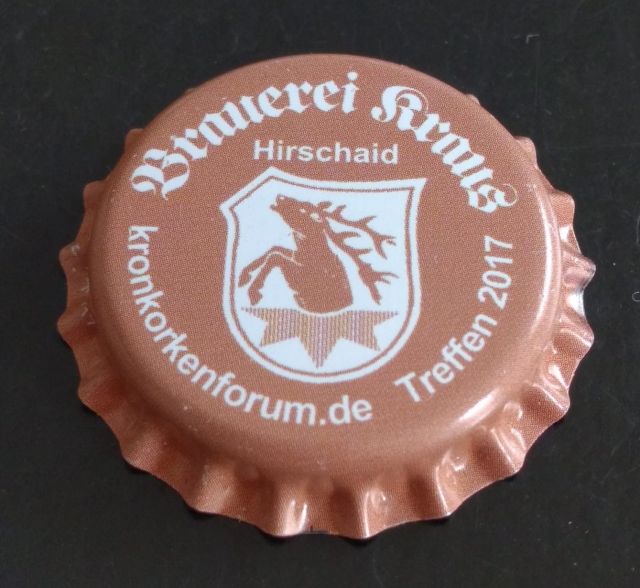 Brauerei Kraus
Hirschaid
kronkorkenforum.de Treffen 2017